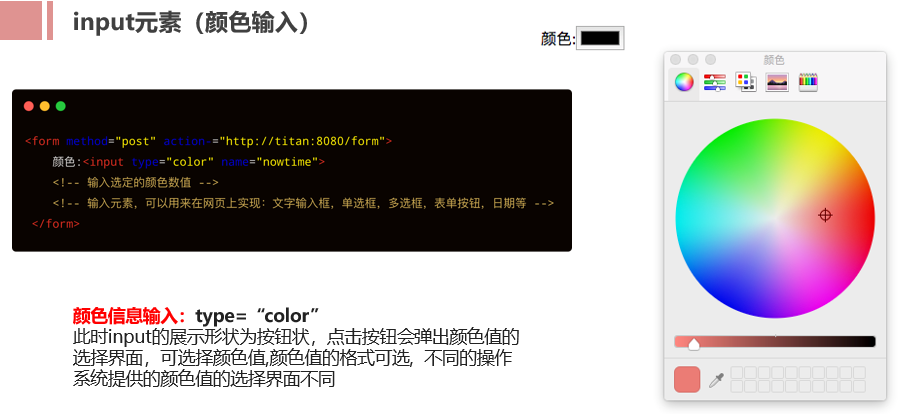 input元素（颜色输入）
颜色:
颜色
<form method="post" action-="http://titan:8080/form">
颜色:<input type="color" name="nowtime">
<!-- 输入选定的颜色数值 -->
<!-- 输入元素，可以用来在网页上实现：文字输入框，单选框，多选框，表单按钮，日期等 -->
</form>
颜色信息输入：type=“color”
此时input的展示形状为按钮状，点击按钮会弹出颜色值的
选择界面，可选择颜色值,颜色值的格式可选，不同的操作
系统提供的颜色值的选择界面不同